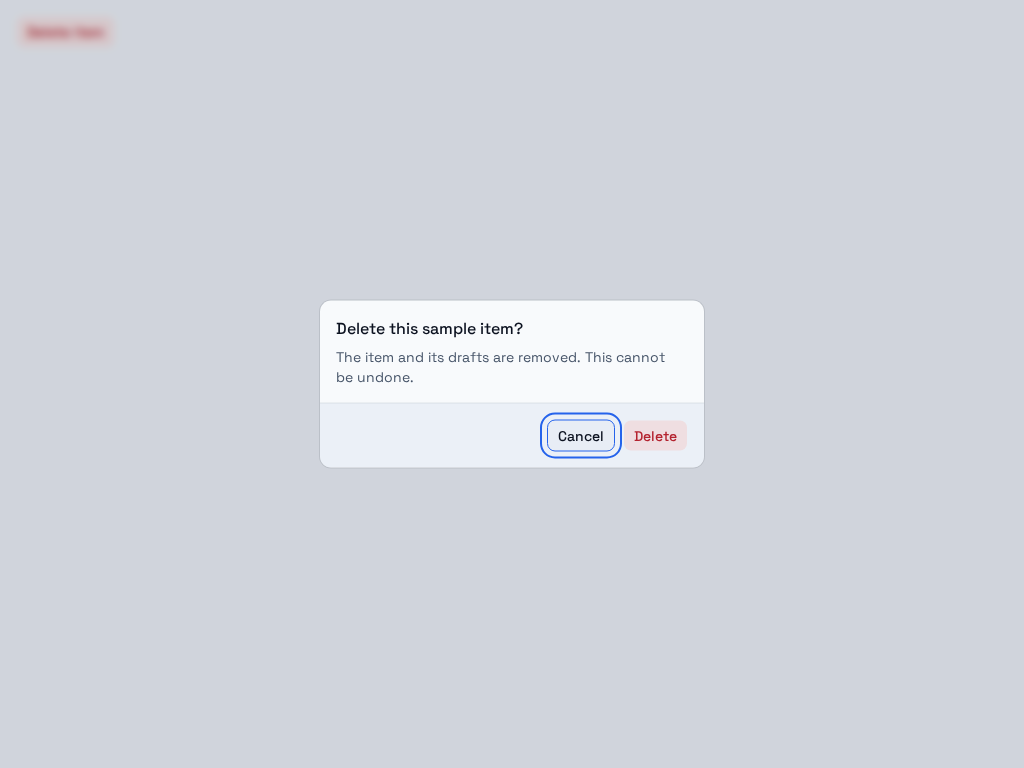 Delete this sample item?
The item and its drafts are removed. This cannot
be undone.
Cancel Delete